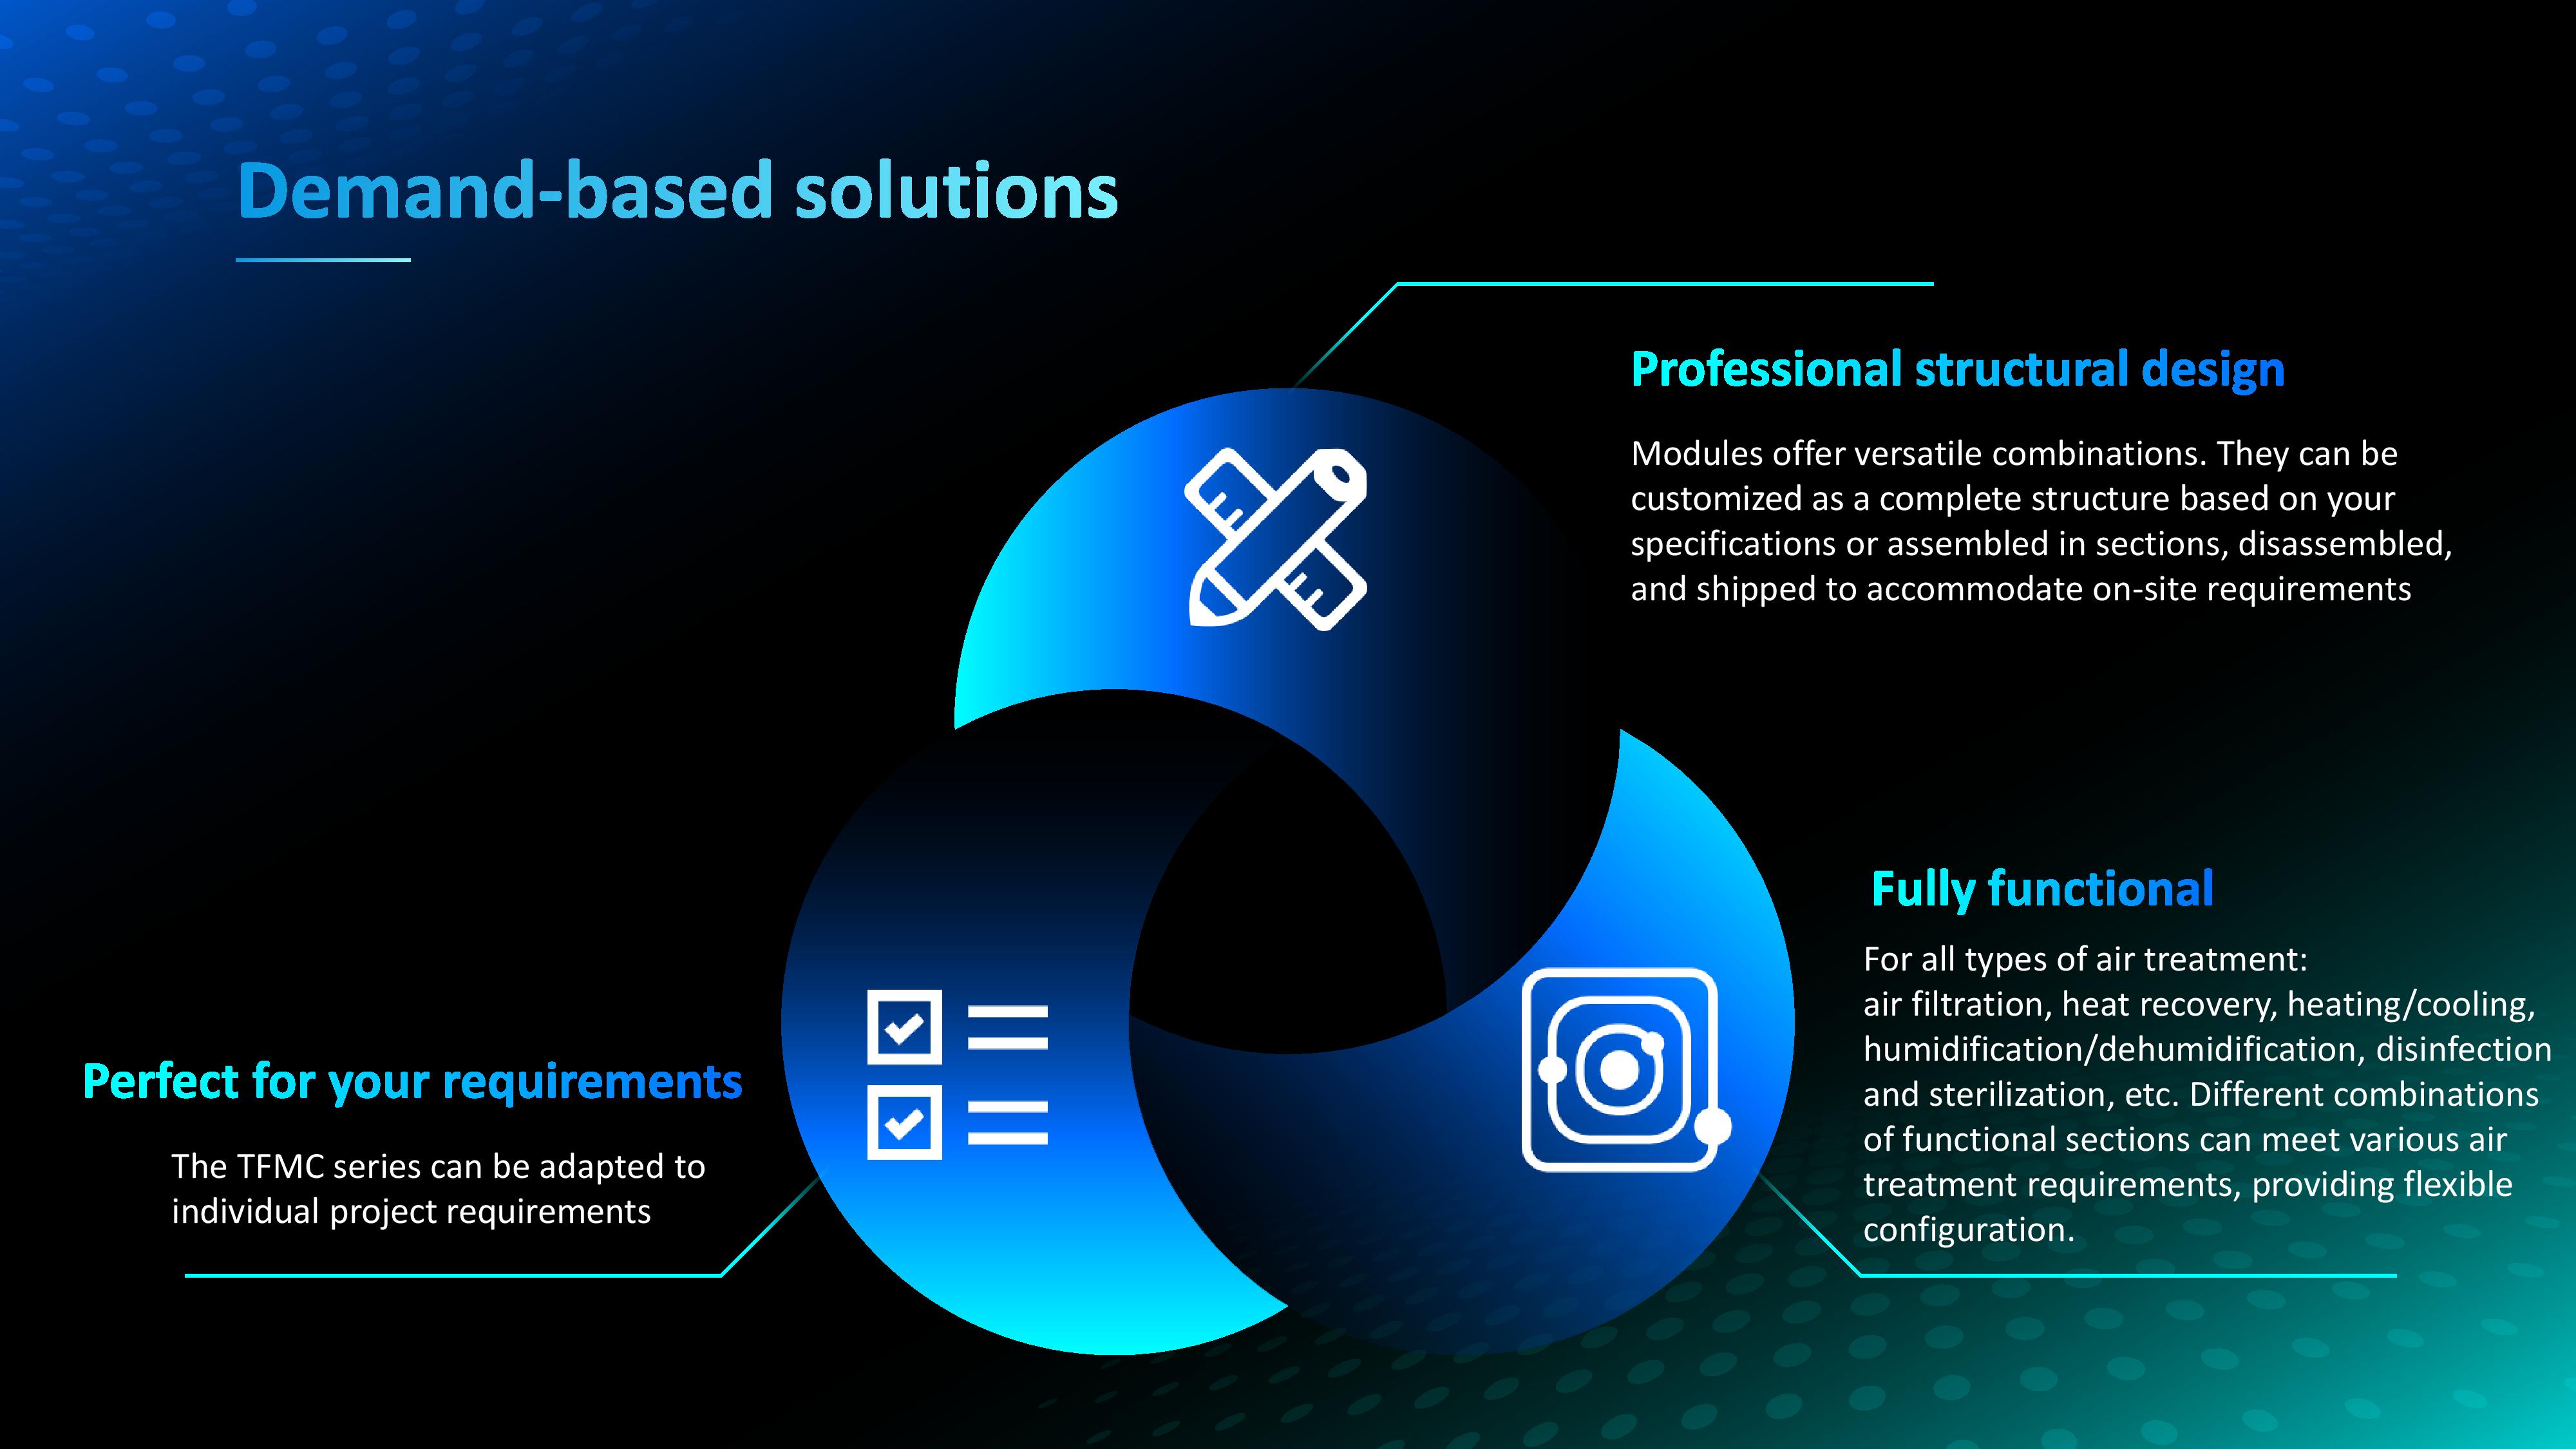 Demand-based solutions
Professional structural design
Modules offer versatile combinations. They can be
customized as a complete structure based on your
specifications or assembled in sections, disassembled,
and shipped to accommodate on-site requirements
Fully functional
For all types of air treatment:
air filtration, heat recovery, heating/cooling,
humidification/dehumidification, disinfection
and sterilization, etc. Different combinations
of functional sections can meet various air
treatment requirements, providing flexible
configuration.
Perfect for your requirements
The TFMC series can be adapted to
individual project requirements